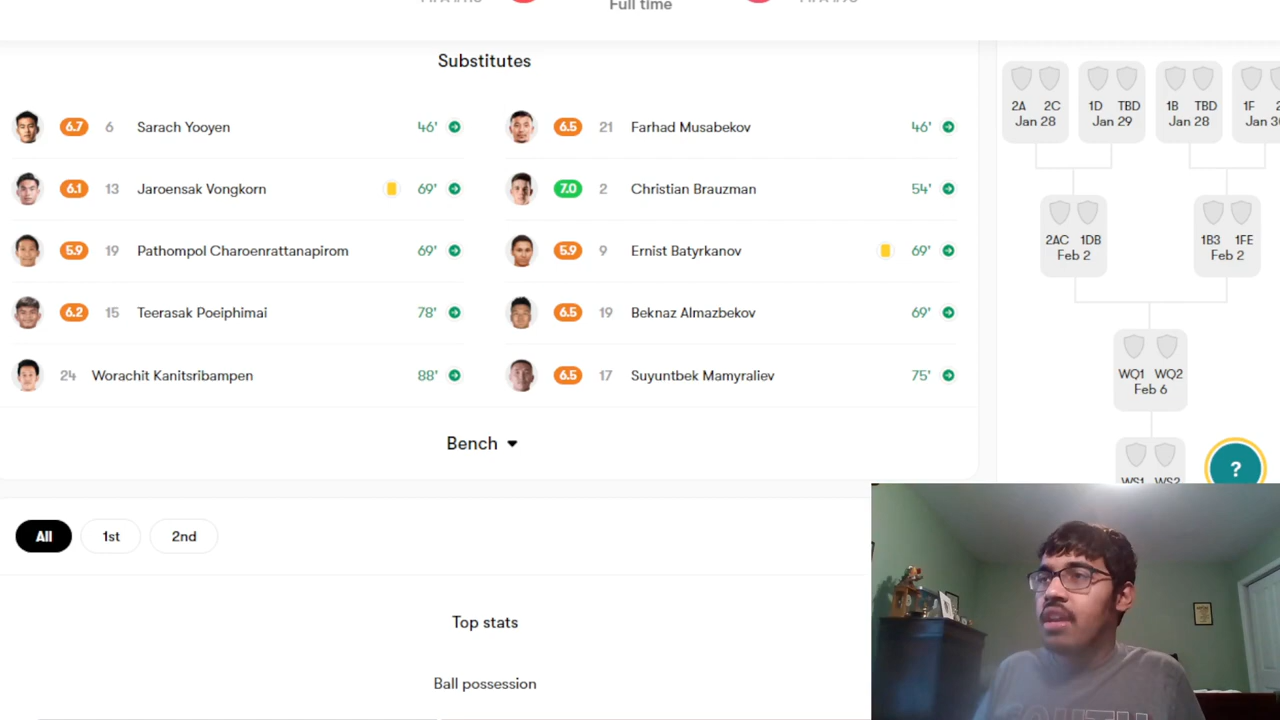 Full time
Substitutes
6.7 6 Sarach Yooyen 46'
6.5 21 Farhad Musabekov 46'
6.1 13 Jaroensak Vongkorn 69'
7.0 2 Christian Brauzman 54'
5.9 19 Pathompol Charoenrattanapirom 69'
5.9 9 Ernist Batyrkanov 69'
6.2 15 Teerasak Poeiphimai 78'
6.5 19 Beknaz Almazbekov 69'
24 Worachit Kanitsribampen 88'
6.5 17 Suyuntbek Mamyraliev 75'
Bench
All 1st 2nd
Top stats
Ball possession
2A 2C
Jan 28
1D TBD
Jan 29
1B TBD
Jan 28
1F
2AC 1DB
Feb 2
1B3 1FE
Feb 2
WQ1 WQ2
Feb 6
WS1 WS2
?